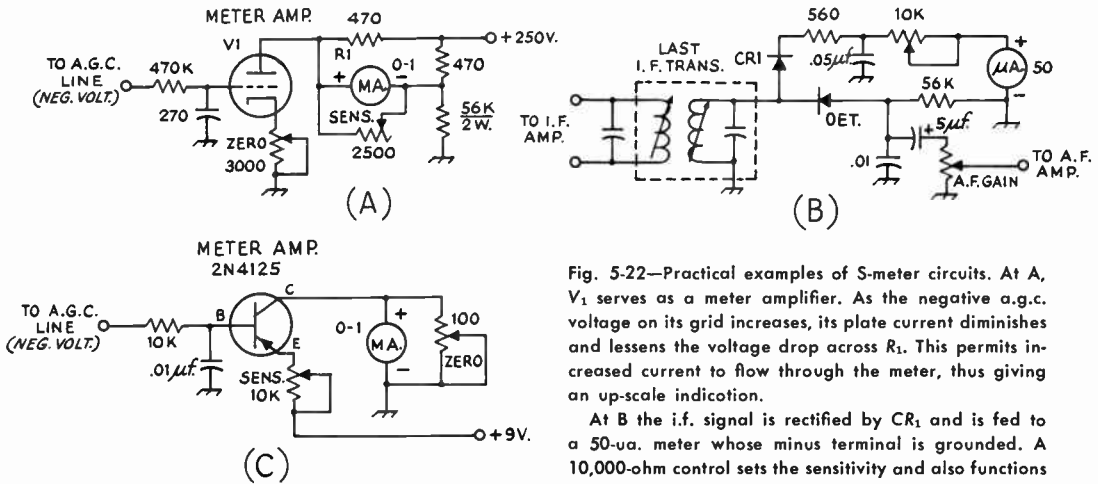 METER AMP.
V1
470
+250V.
TO A.G.C.
LINE
(NEG. VOLT.)
470K
270
R1
+
MA.
0-1
470
SENS.
2500
56K
2W.
ZERO
3000
(A)
LAST
I.F. TRANS.
TO I.F.
AMP.
CR1
560
.05µf.
10K
+
µA.
50
-
DET.
56K
+
5µf.
.01
A.F. GAIN
TO A.F.
AMP.
(B)
METER AMP.
2N4125
TO A.G.C.
LINE
(NEG. VOLT.)
10K
.01µf.
B
C
E
SENS.
10K
0-1
+
MA.
-
100
ZERO
+9V.
(C)
Fig. 5-22—Practical examples of S-meter circuits. At A,
V1 serves as a meter amplifier. As the negative a.g.c.
voltage on its grid increases, its plate current diminishes
and lessens the voltage drop across R1. This permits in-
creased current to flow through the meter, thus giving
an up-scale indicotion.
At B the i.f. signal is rectified by CR1 and is fed to
a 50-ua. meter whose minus terminal is grounded. A
10,000-ohm control sets the sensitivity and also functions